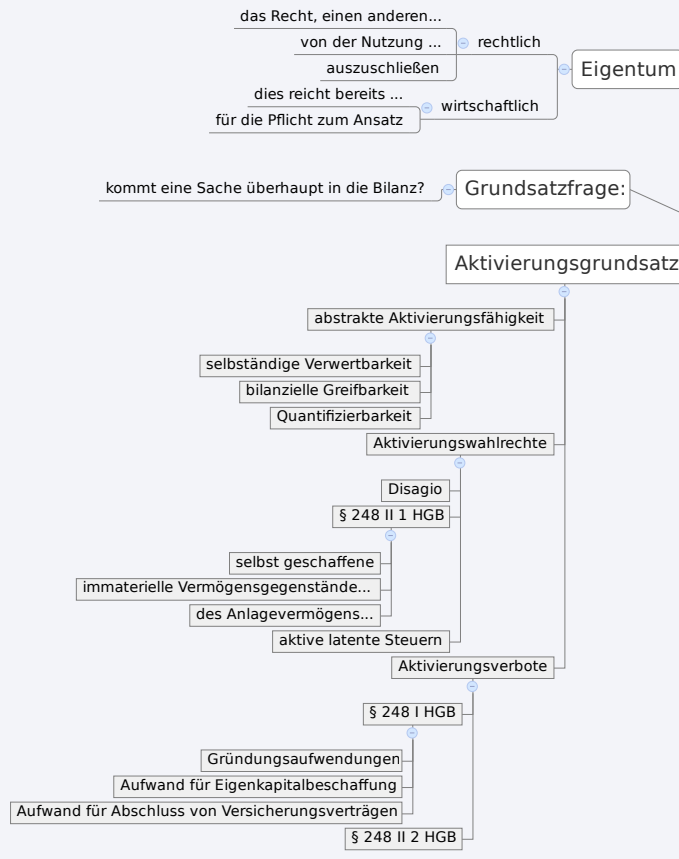 das Recht, einen anderen...
von der Nutzung ...
rechtlich
auszuschließen
Eigentum
dies reicht bereits ...
wirtschaftlich
für die Pflicht zum Ansatz
kommt eine Sache überhaupt in die Bilanz?
Grundsatzfrage:
Aktivierungsgrundsatz
abstrakte Aktivierungsfähigkeit
selbständige Verwertbarkeit
bilanzielle Greifbarkeit
Quantifizierbarkeit
Aktivierungswahlrechte
Disagio
§ 248 II 1 HGB
selbst geschaffene
immaterielle Vermögensgegenstände...
des Anlagevermögens...
aktive latente Steuern
Aktivierungsverbote
§ 248 I HGB
Gründungsaufwendungen
Aufwand für Eigenkapitalbeschaffung
Aufwand für Abschluss von Versicherungsverträgen
§ 248 II 2 HGB